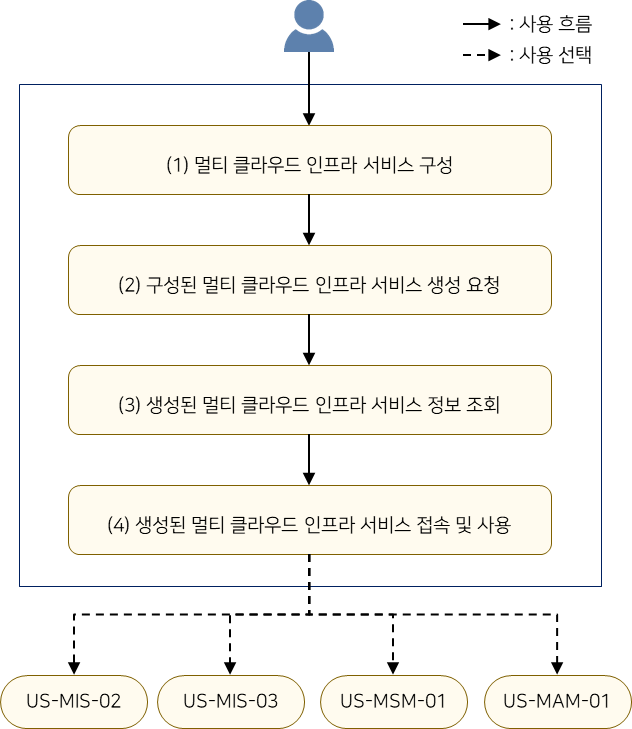 : 사용 흐름
: 사용 선택
(1) 멀티 클라우드 인프라 서비스 구성
(2) 구성된 멀티 클라우드 인프라 서비스 생성 요청
(3) 생성된 멀티 클라우드 인프라 서비스 정보 조회
(4) 생성된 멀티 클라우드 인프라 서비스 접속 및 사용
US-MIS-02
US-MIS-03
US-MSM-01
US-MAM-01